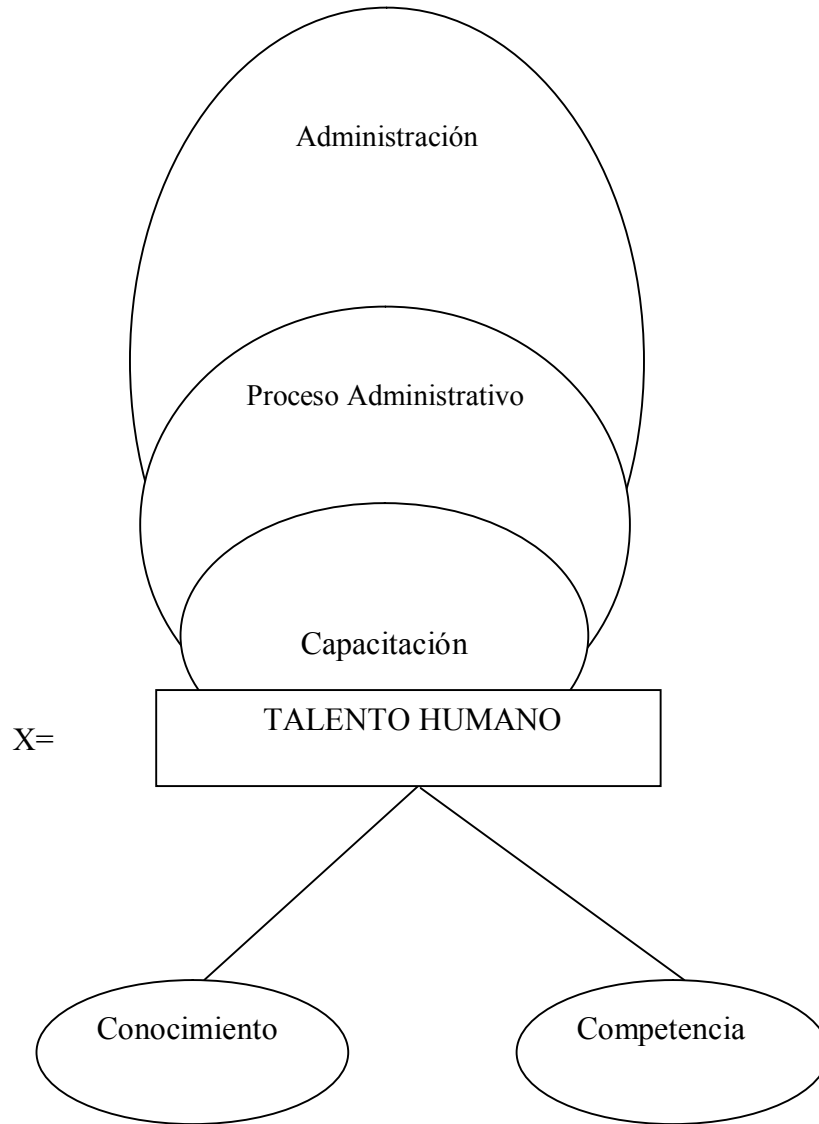 Administración
Proceso Administrativo
Capacitación
TALENTO HUMANO
X=
Conocimiento
Competencia